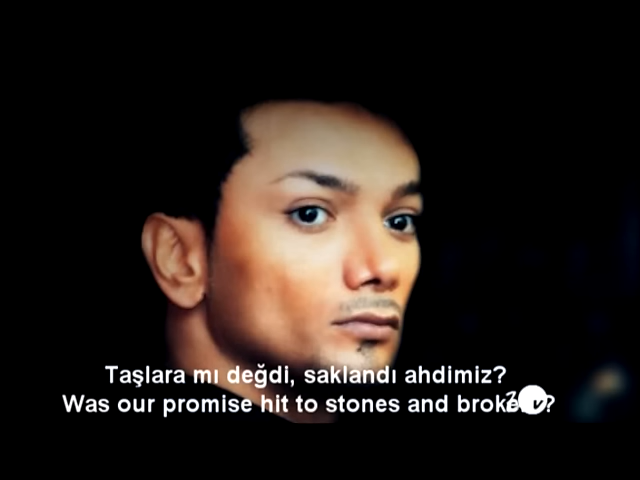 Taşlara mı değdi, saklandı ahdimiz?
Was our promise hit to stones and